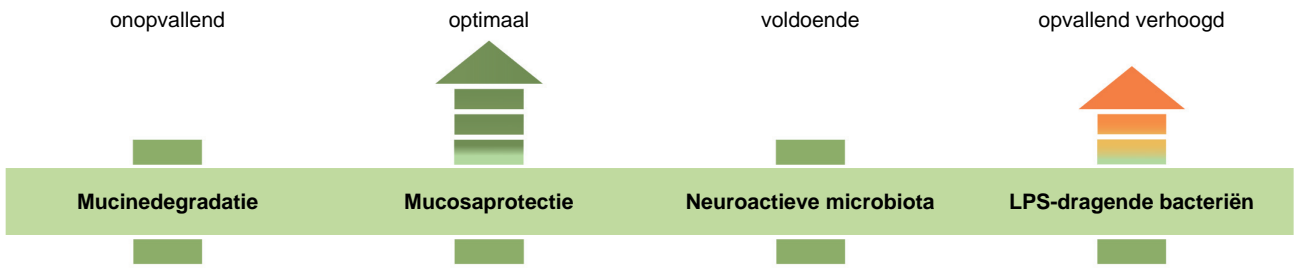 onopvallend
optimaal
voldoende
opvallend verhoogd
Mucinedegradatie
Mucosaprotectie
Neuroactieve microbiota
LPS-dragende bacteriën